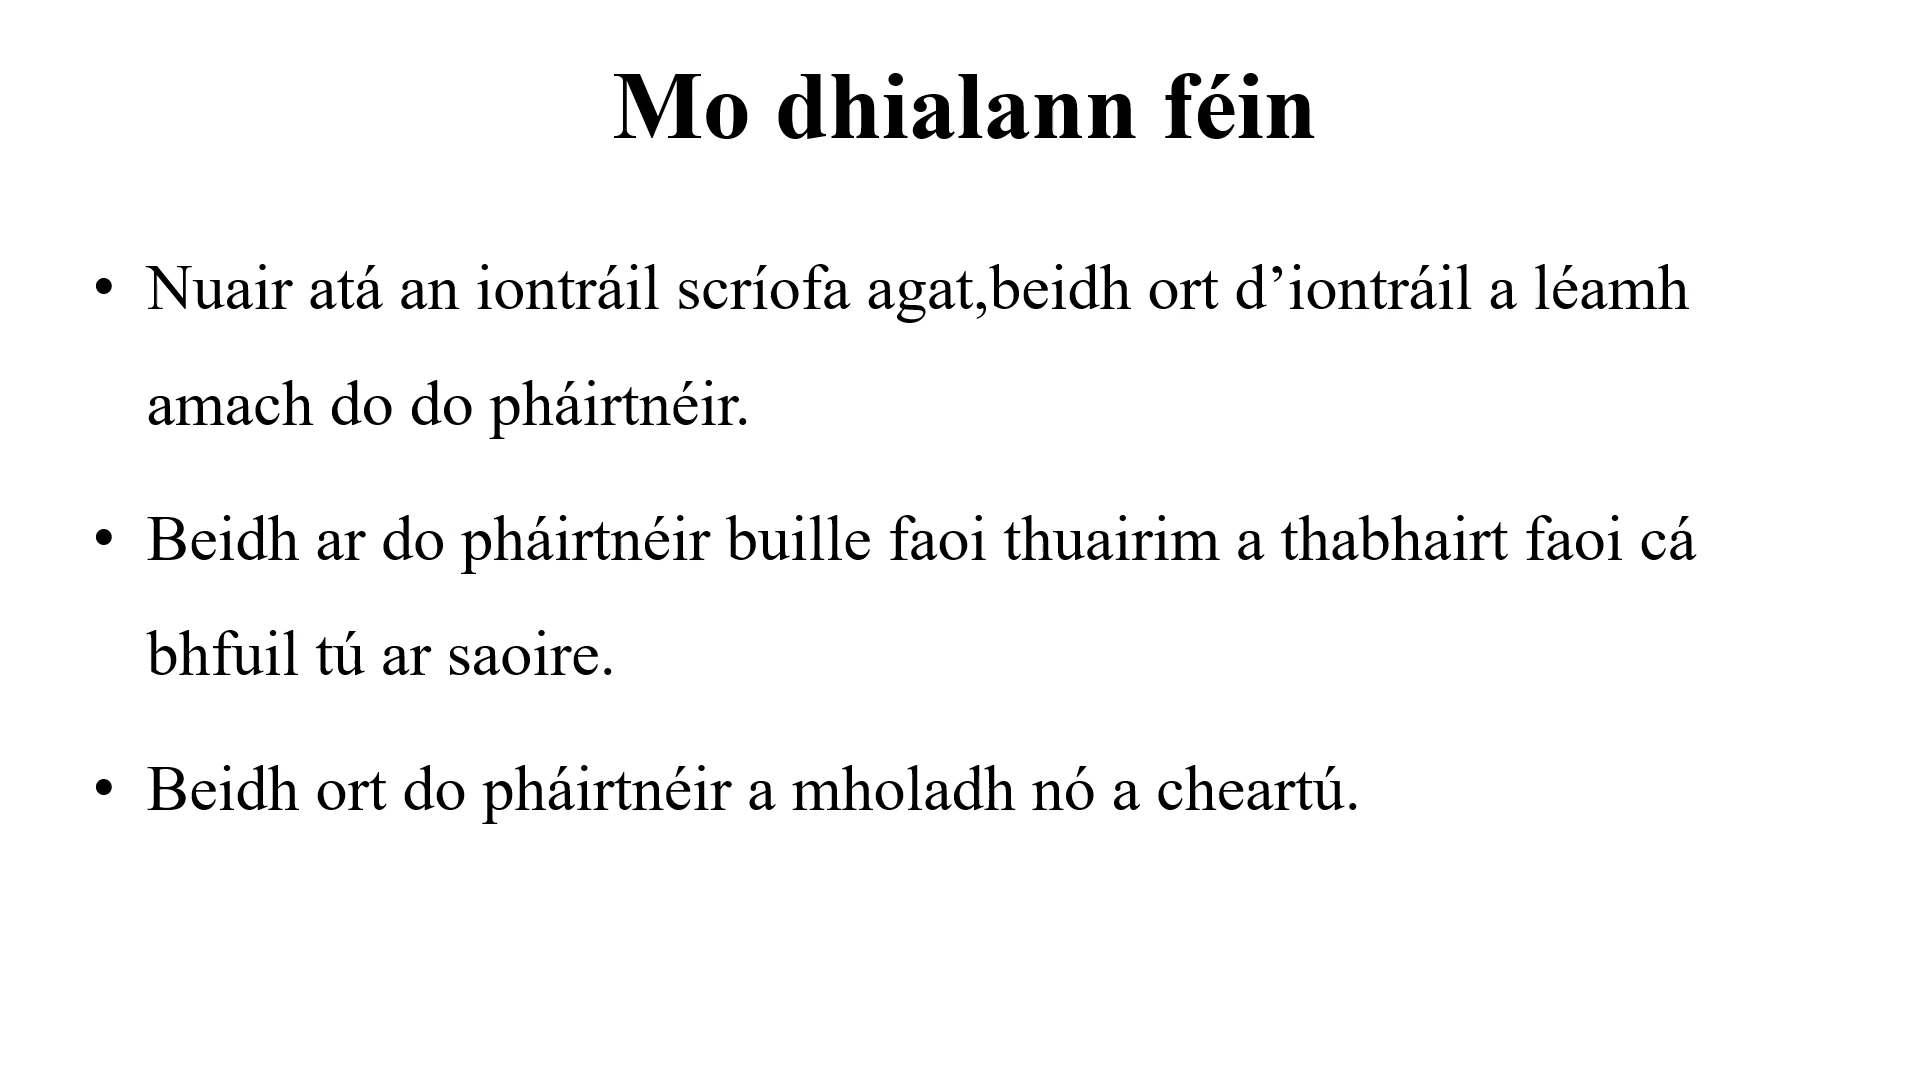 Mo dhialann féin
• Nuair atá an iontráil scríofa agat,beidh ort d’iontráil a léamh
amach do do pháirtnéir.
• Beidh ar do pháirtnéir buille faoi thuairim a thabhairt faoi cá
bhfuil tú ar saoire.
• Beidh ort do pháirtnéir a mholadh nó a cheartú.